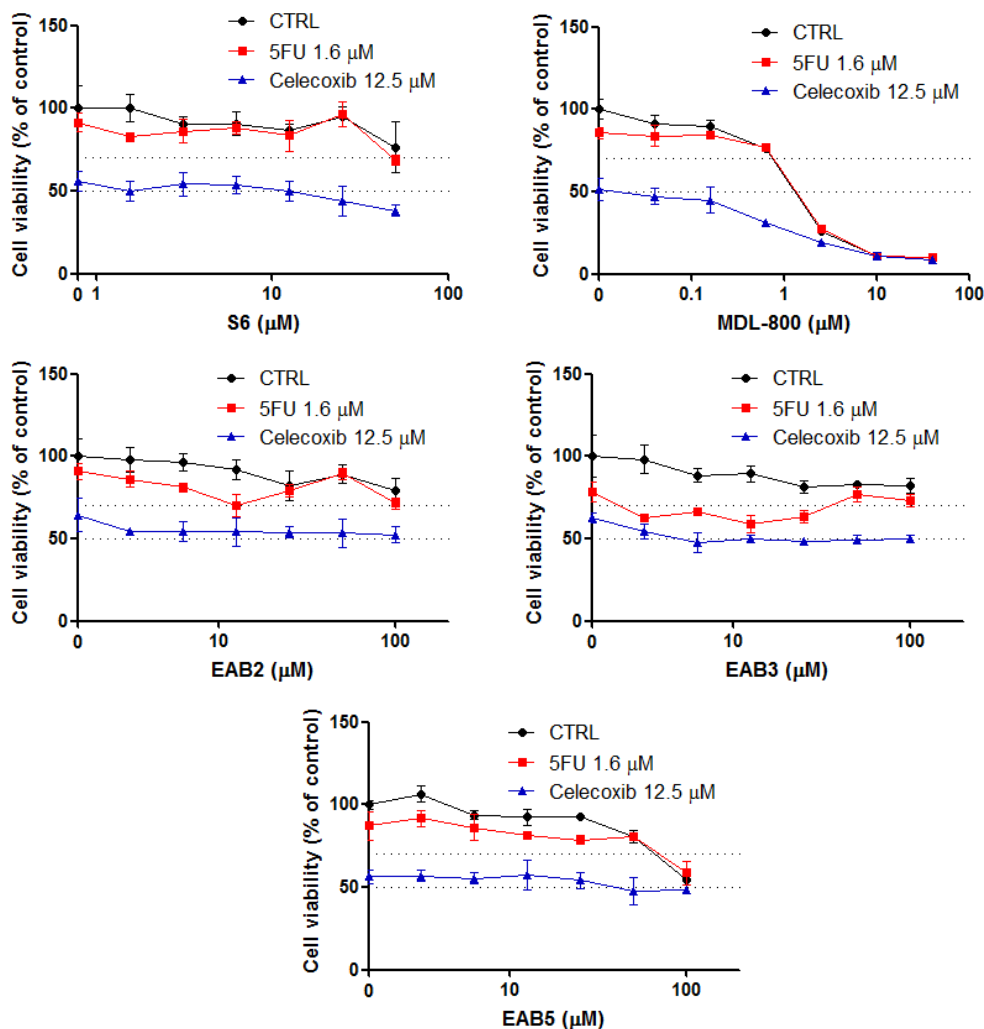 CTRL
5FU 1.6 μM
Celecoxib 12.5 μM
Cell viability (% of control)
150
100
50
0
0 1 10 100
S6 (μM)
CTRL
5FU 1.6 μM
Celecoxib 12.5 μM
Cell viability (% of control)
150
100
50
0
0 0.1 1 10 100
MDL-800 (μM)
CTRL
5FU 1.6 μM
Celecoxib 12.5 μM
Cell viability (% of control)
150
100
50
0
0 10 100
EAB2 (μM)
CTRL
5FU 1.6 μM
Celecoxib 12.5 μM
Cell viability (% of control)
150
100
50
0
0 10 100
EAB3 (μM)
CTRL
5FU 1.6 μM
Celecoxib 12.5 μM
Cell viability (% of control)
150
100
50
0
0 10 100
EAB5 (μM)